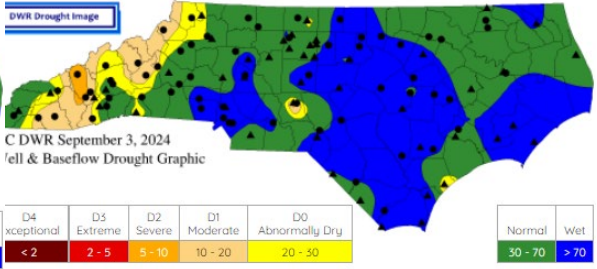 DWR Drought Image
C DWR September 3, 2024
ell & Baseflow Drought Graphic
D4 D3 D2 D1 D0
xceptional Extreme Severe Moderate Abnormally Dry Normal Wet
< 2 2 - 5 5 - 10 10 - 20 20 - 30 30 - 70 > 70